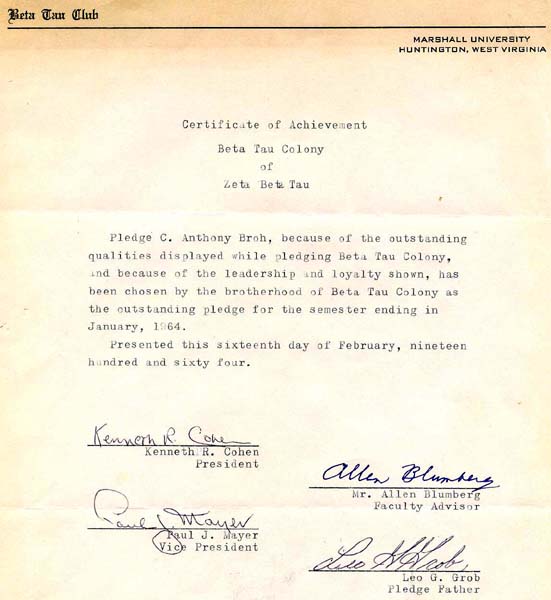 Beta Tau Club
MARSHALL UNIVERSITY
HUNTINGTON, WEST VIRGINIA
Certificate of Achievement
Beta Tau Colony
of
Zeta Beta Tau
Pledge C. Anthony Broh, because of the outstanding
qualities displayed while pledging Beta Tau Colony,
and because of the leadership and loyalty shown, has
been chosen by the brotherhood of Beta Tau Colony as
the outstanding pledge for the semester ending in
January, 1964.
Presented this sixteenth day of February, nineteen
hundred and sixty four.
Kenneth R. Cohen
Kenneth R. Cohen
President
Allen Blumberg
Mr. Allen Blumberg
Faculty Advisor
Paul J. Mayer
Paul J. Mayer
Vice President
Leo G. Grob
Leo G. Grob
Pledge Father